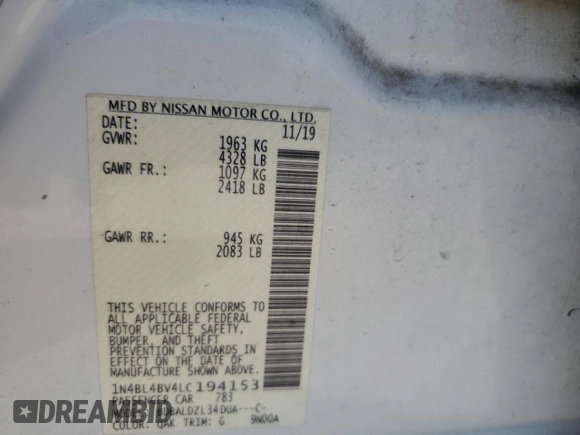 MFD BY NISSAN MOTOR CO., LTD.
DATE: 11/19
GVWR: 1963 KG
4328 LB
GAWR FR.: 1097 KG
2418 LB
GAWR RR.: 945 KG
2083 LB
THIS VEHICLE CONFORMS TO
ALL APPLICABLE FEDERAL
MOTOR VEHICLE SAFETY,
BUMPER, AND THEFT
PREVENTION STANDARDS IN
EFFECT ON THE DATE OF
MANUFACTURE SHOWN ABOVE.
1N4BL4BV4LC194153
PASSENGER CAR 783
MODEL: DUA---C-
COLOR: QAK TRIM: G 9N00A
DREAMBIDCARS